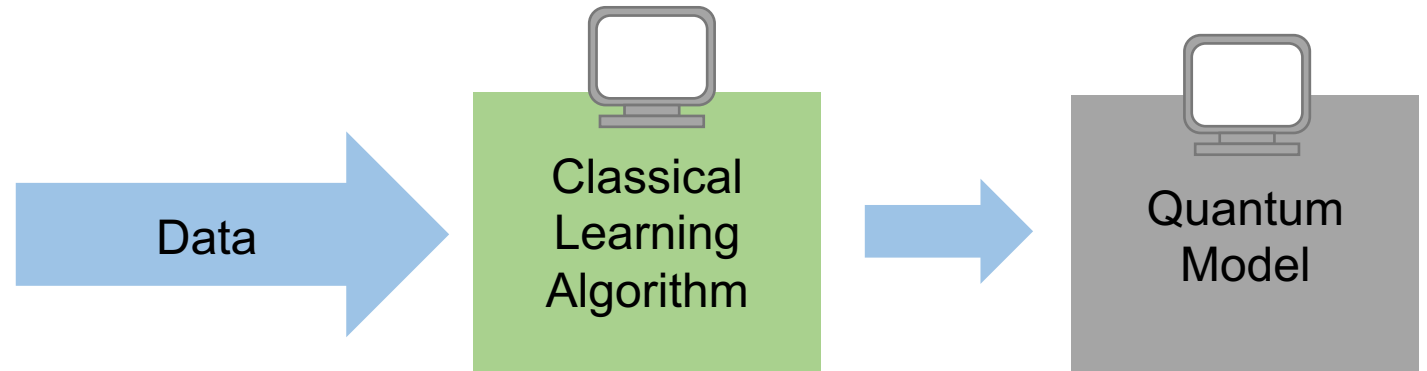 Data
Classical
Learning
Algorithm
Quantum
Model